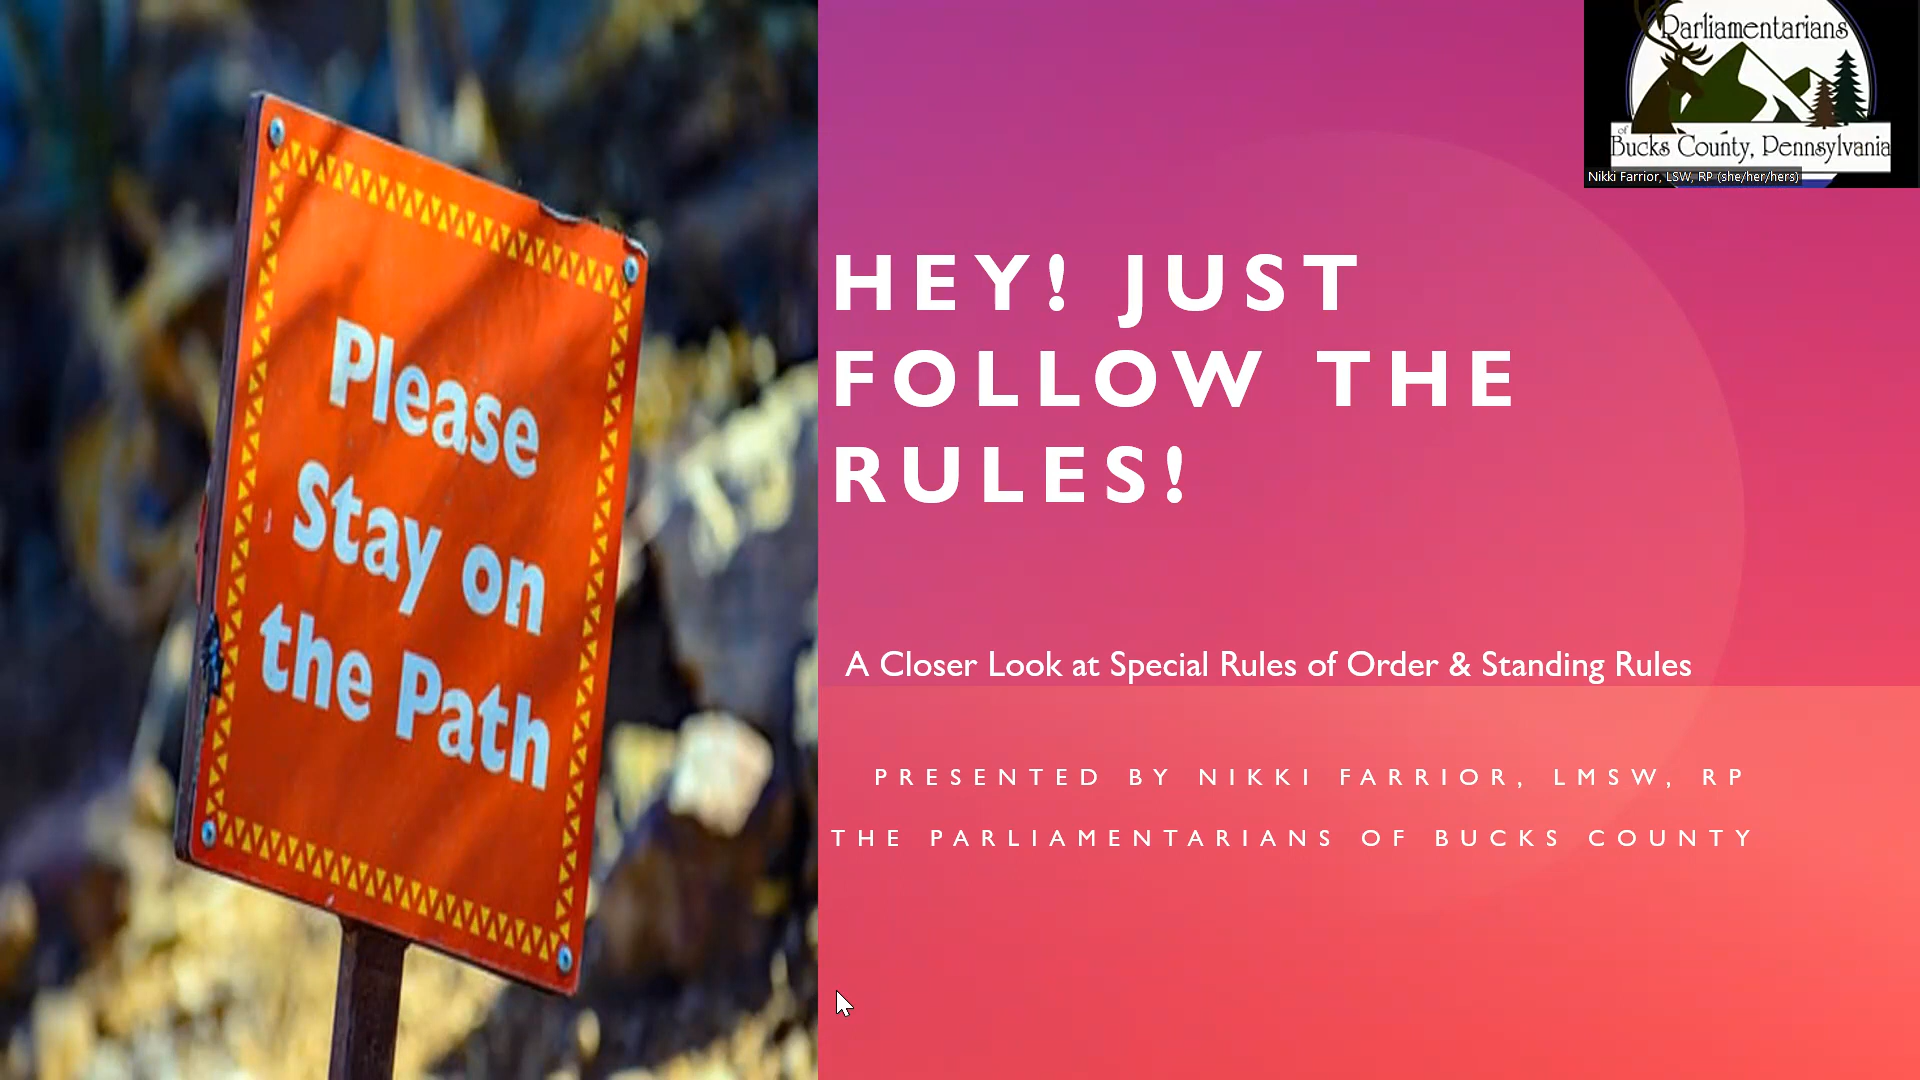 Please
Stay on
the Path
Parliamentarians
of
Bucks County, Pennsylvania
Nikki Farrior, LSW, RP (she/her/hers)
HEY! JUST
FOLLOW THE
RULES!
A Closer Look at Special Rules of Order & Standing Rules
PRESENTED BY NIKKI FARRIOR, LMSW, RP
THE PARLIAMENTARIANS OF BUCKS COUNTY